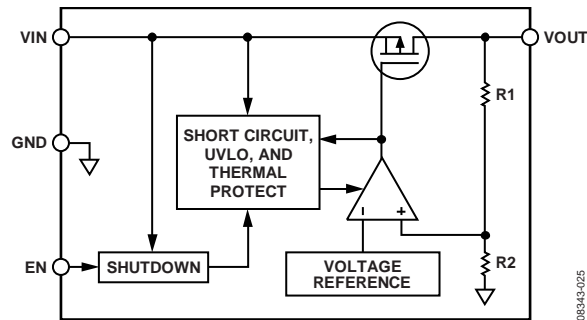 VIN
VOUT
R1
GND
SHORT CIRCUIT,
UVLO, AND
THERMAL
PROTECT
– +
EN
SHUTDOWN
VOLTAGE
REFERENCE
R2
08343-025